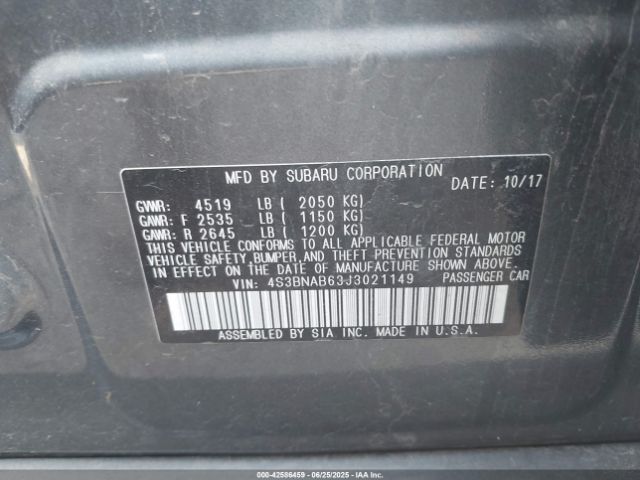 MFD BY SUBARU CORPORATION
DATE: 10/17
GVWR: 4519 LB ( 2050 KG)
GAWR: F 2535 LB ( 1150 KG)
GAWR: R 2645 LB ( 1200 KG)
THIS VEHICLE CONFORMS TO ALL APPLICABLE FEDERAL MOTOR
VEHICLE SAFETY, BUMPER, AND THEFT PREVENTION STANDARDS
IN EFFECT ON THE DATE OF MANUFACTURE SHOWN ABOVE.
VIN: 4S3BNAB63J3021149 PASSENGER CAR
ASSEMBLED BY SIA INC. MADE IN U.S.A.
000-42586459 - 06/25/2025 - IAAI.COM